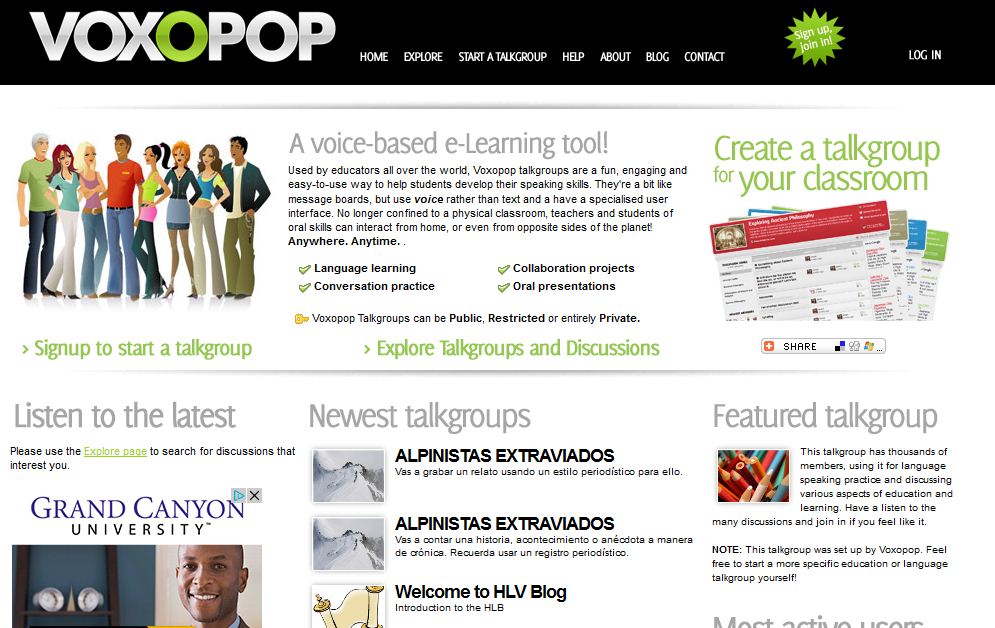 VOXOPOP
HOME EXPLORE START A TALKGROUP HELP ABOUT BLOG CONTACT
Sign up,
join in!
LOG IN
A voice-based e-Learning tool!
Used by educators all over the world, Voxopop talkgroups are a fun, engaging and
easy-to-use way to help students develop their speaking skills. They're a bit like
message boards, but use voice rather than text and a have a specialised user
interface. No longer confined to a physical classroom, teachers and students of
oral skills can interact from home, or even from opposite sides of the planet!
Anywhere. Anytime. .
Language learning
Collaboration projects
Conversation practice
Oral presentations
Voxopop Talkgroups can be Public, Restricted or entirely Private.
Create a talkgroup
for your classroom
Exploring Ancient Philosophy
› Signup to start a talkgroup
› Explore Talkgroups and Discussions
SHARE ...
Listen to the latest
Please use the Explore page to search for discussions that
interest you.
GRAND CANYON
UNIVERSITY™
Newest talkgroups
ALPINISTAS EXTRAVIADOS
Vas a grabar un relato usando un estilo periodístico para ello.
ALPINISTAS EXTRAVIADOS
Vas a contar una historia, acontecimiento o anécdota a manera
de crónica. Recuerda usar un registro periodístico.
Welcome to HLV Blog
Introduction to the HLB
Featured talkgroup
This talkgroup has thousands of
members, using it for language
speaking practice and discussing
various aspects of education and
learning. Have a listen to the
many discussions and join in if you feel like it.
NOTE: This talkgroup was set up by Voxopop. Feel
free to start a more specific education or language
talkgroup yourself!
Most active users